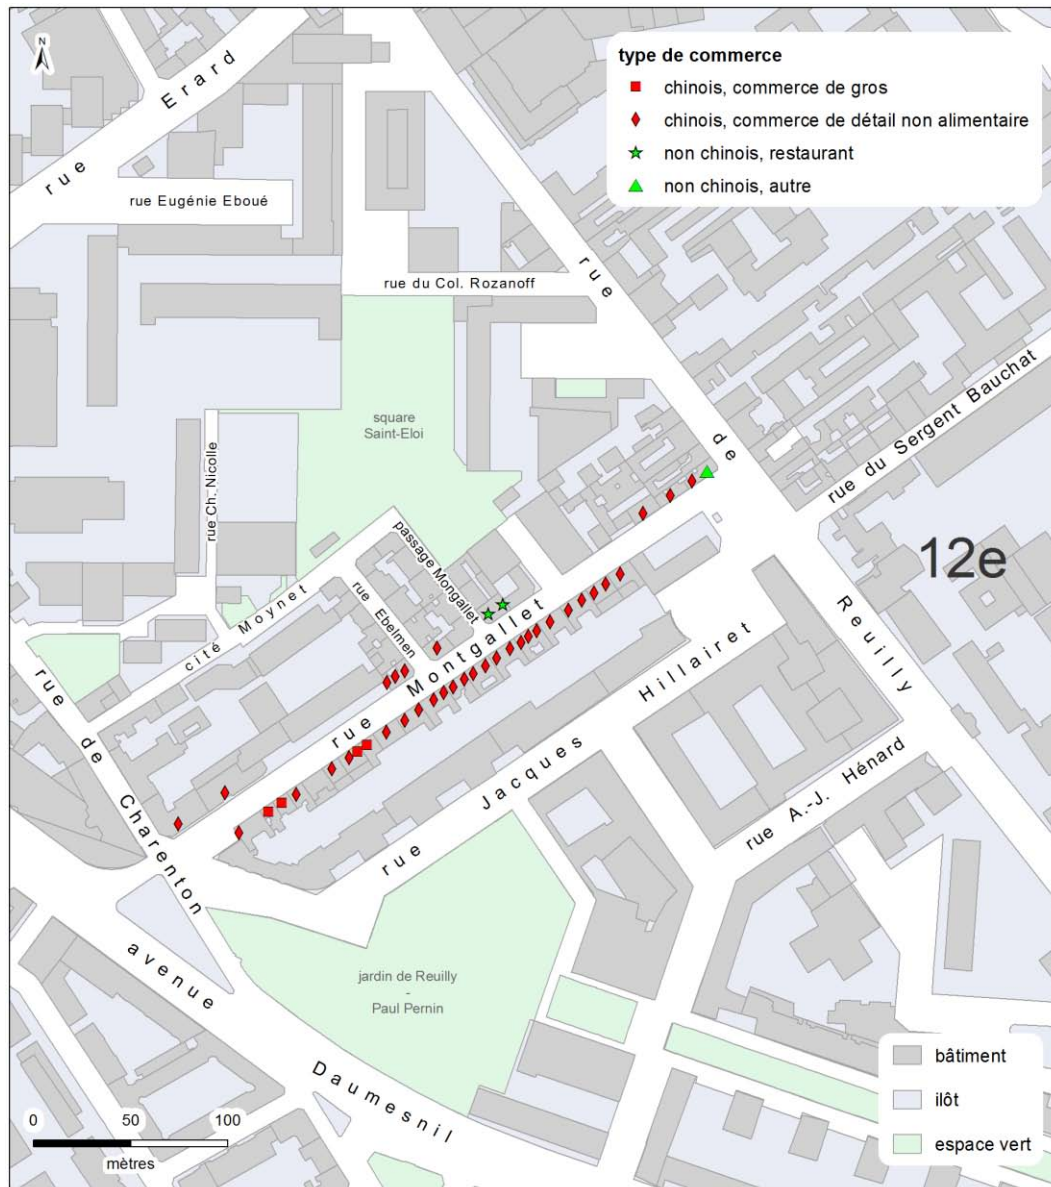 N
type de commerce
chinois, commerce de gros
chinois, commerce de détail non alimentaire
non chinois, restaurant
non chinois, autre
rue Erard
rue Eugénie Eboué
rue du Col. Rozanoff
rue de Reuilly
square
Saint-Eloi
rue Ch. Nicolle
rue du Sergent Bauchat
12e
passage Mongallet
cité Moynet
rue Ebelmen
rue Montgallet
rue de Charenton
rue Jacques Hillairet
rue A.-J. Hénard
avenue Daumesnil
jardin de Reuilly
-
Paul Pernin
bâtiment
ilôt
espace vert
0 50 100
mètres